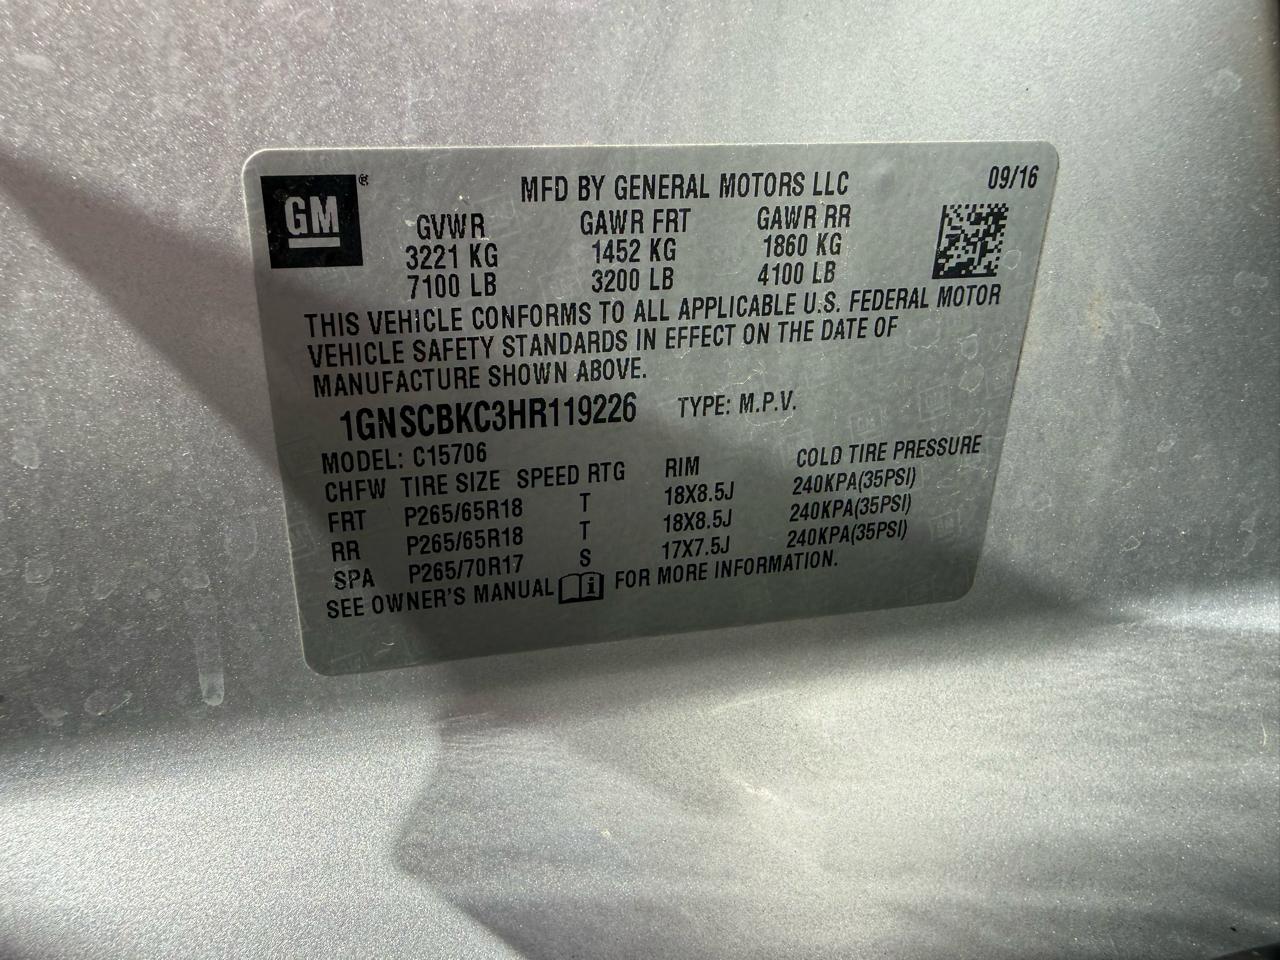 GM®
MFD BY GENERAL MOTORS LLC 09/16
GVWR GAWR FRT GAWR RR
3221 KG 1452 KG 1860 KG
7100 LB 3200 LB 4100 LB
THIS VEHICLE CONFORMS TO ALL APPLICABLE U.S. FEDERAL MOTOR
VEHICLE SAFETY STANDARDS IN EFFECT ON THE DATE OF
MANUFACTURE SHOWN ABOVE.
1GNSCBKC3HR119226 TYPE: M.P.V.
MODEL: C15706
CHFW TIRE SIZE SPEED RTG RIM COLD TIRE PRESSURE
FRT P265/65R18 T 18X8.5J 240KPA(35PSI)
RR P265/65R18 T 18X8.5J 240KPA(35PSI)
SPA P265/70R17 S 17X7.5J 240KPA(35PSI)
SEE OWNER'S MANUAL i FOR MORE INFORMATION.